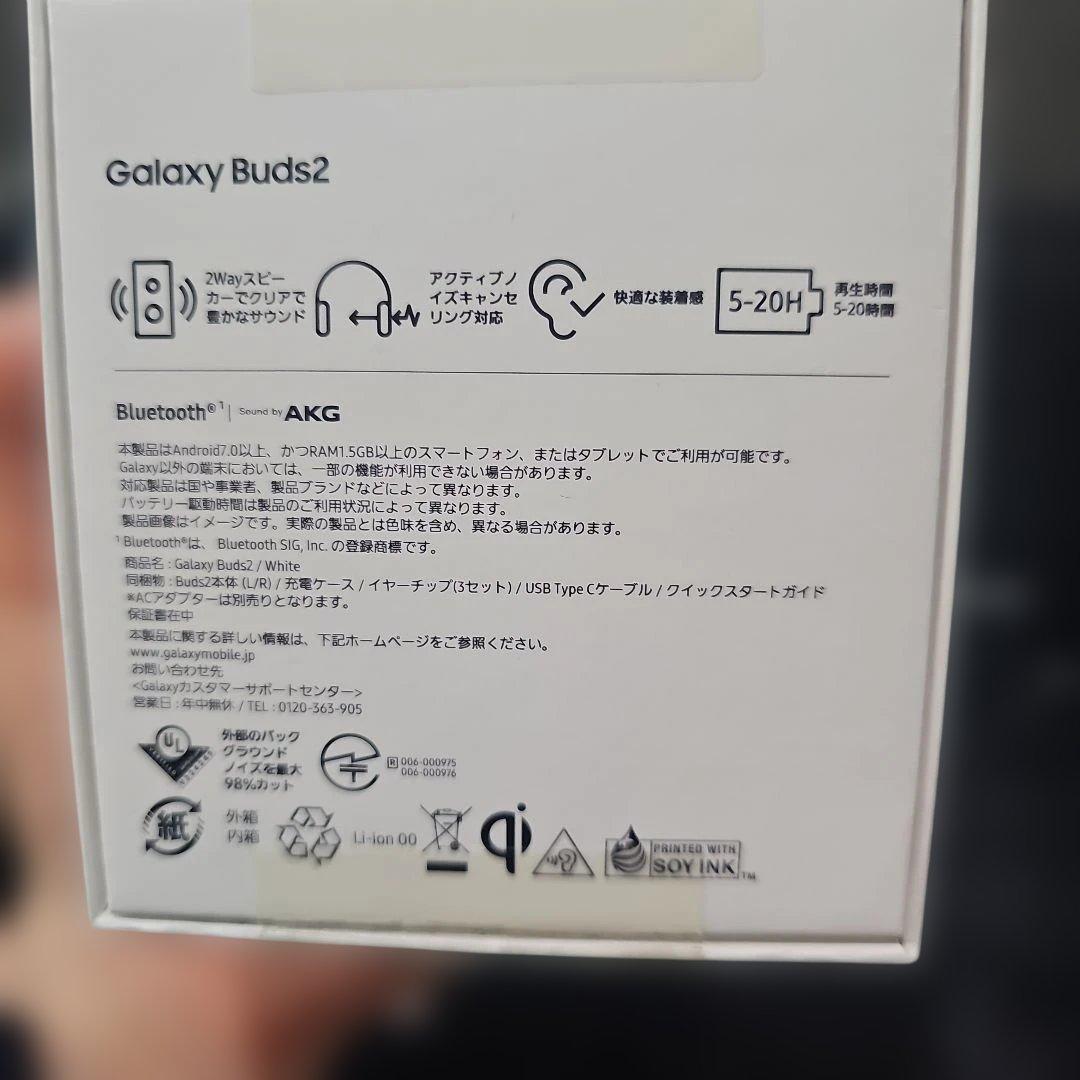 Galaxy Buds2
2Wayスピー
カーでクリアで
豊かなサウンド
アクティブノ
イズキャンセ
リング対応
快適な装着感
5-20H
再生時間
5-20時間
Bluetooth®¹ | Sound by AKG
本製品はAndroid7.0以上、かつRAM1.5GB以上のスマートフォン、またはタブレットでご利用が可能です。
Galaxy以外の端末においては、一部の機能が利用できない場合があります。
対応製品は国や事業者、製品ブランドなどによって異なります。
バッテリー駆動時間は製品のご利用状況によって異なります。
製品画像はイメージです。実際の製品とは色味を含め、異なる場合があります。
¹ Bluetooth®は、Bluetooth SIG, Inc. の登録商標です。
商品名 : Galaxy Buds2 / White
同梱物 : Buds2本体 (L/R) / 充電ケース / イヤーチップ(3セット) / USB Type Cケーブル / クイックスタートガイド
※ACアダプターは別売りとなります。
保証書在中
本製品に関する詳しい情報は、下記ホームページをご参照ください。
www.galaxymobile.jp
お問い合わせ先
<Galaxyカスタマーサポートセンター>
営業日 : 年中無休 / TEL : 0120-363-905
UL
外部のバック
グラウンド
ノイズを最大
98%カット
R 006-000975
006-000976
紙
外箱
内箱
Li-ion 00
qi
PRINTED WITH
SOY INK™